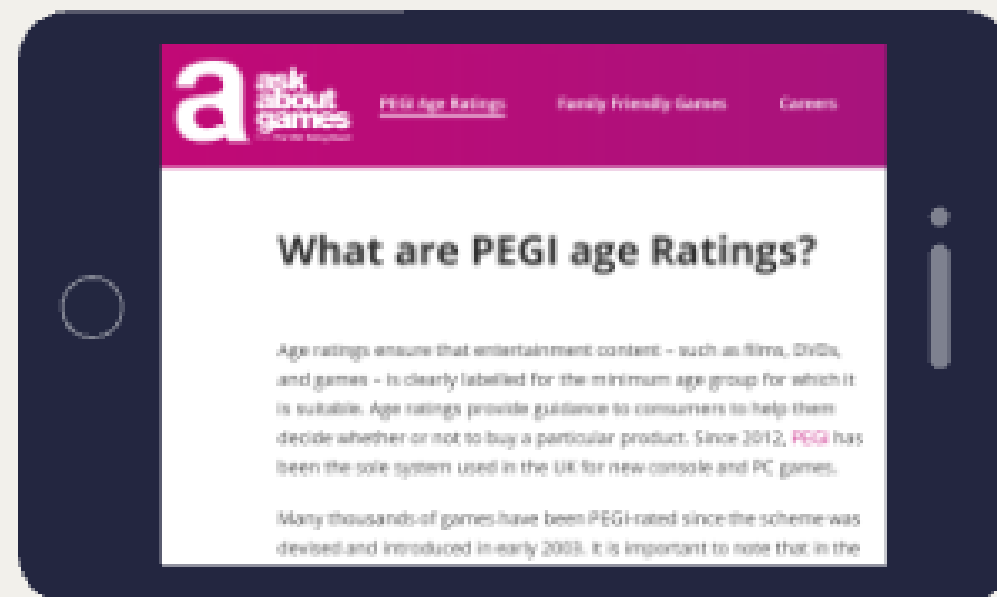 a ask
about
games
PEGI Age Ratings Family Friendly Games Careers
What are PEGI age Ratings?
Age ratings ensure that entertainment content – such as films, DVDs,
and games – is clearly labelled for the minimum age group for which it
is suitable. Age ratings provide guidance to consumers to help them
decide whether or not to buy a particular product. Since 2012, PEGI has
been the sole system used in the UK for new console and PC games.
Many thousands of games have been PEGI-rated since the scheme was
devised and introduced in early 2003. It is important to note that in the